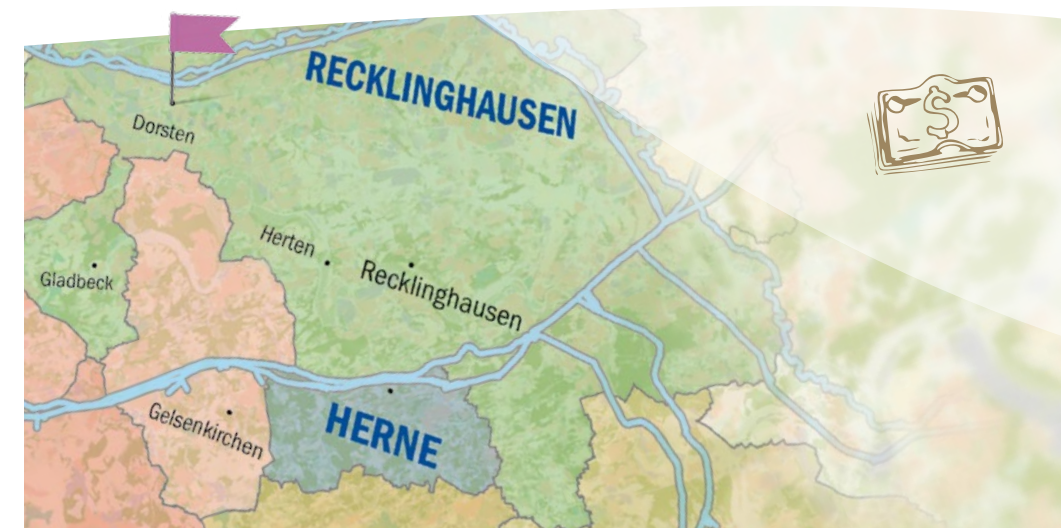 RECKLINGHAUSEN
Dorsten
Herten
Recklinghausen
Gladbeck
Gelsenkirchen
HERNE
$